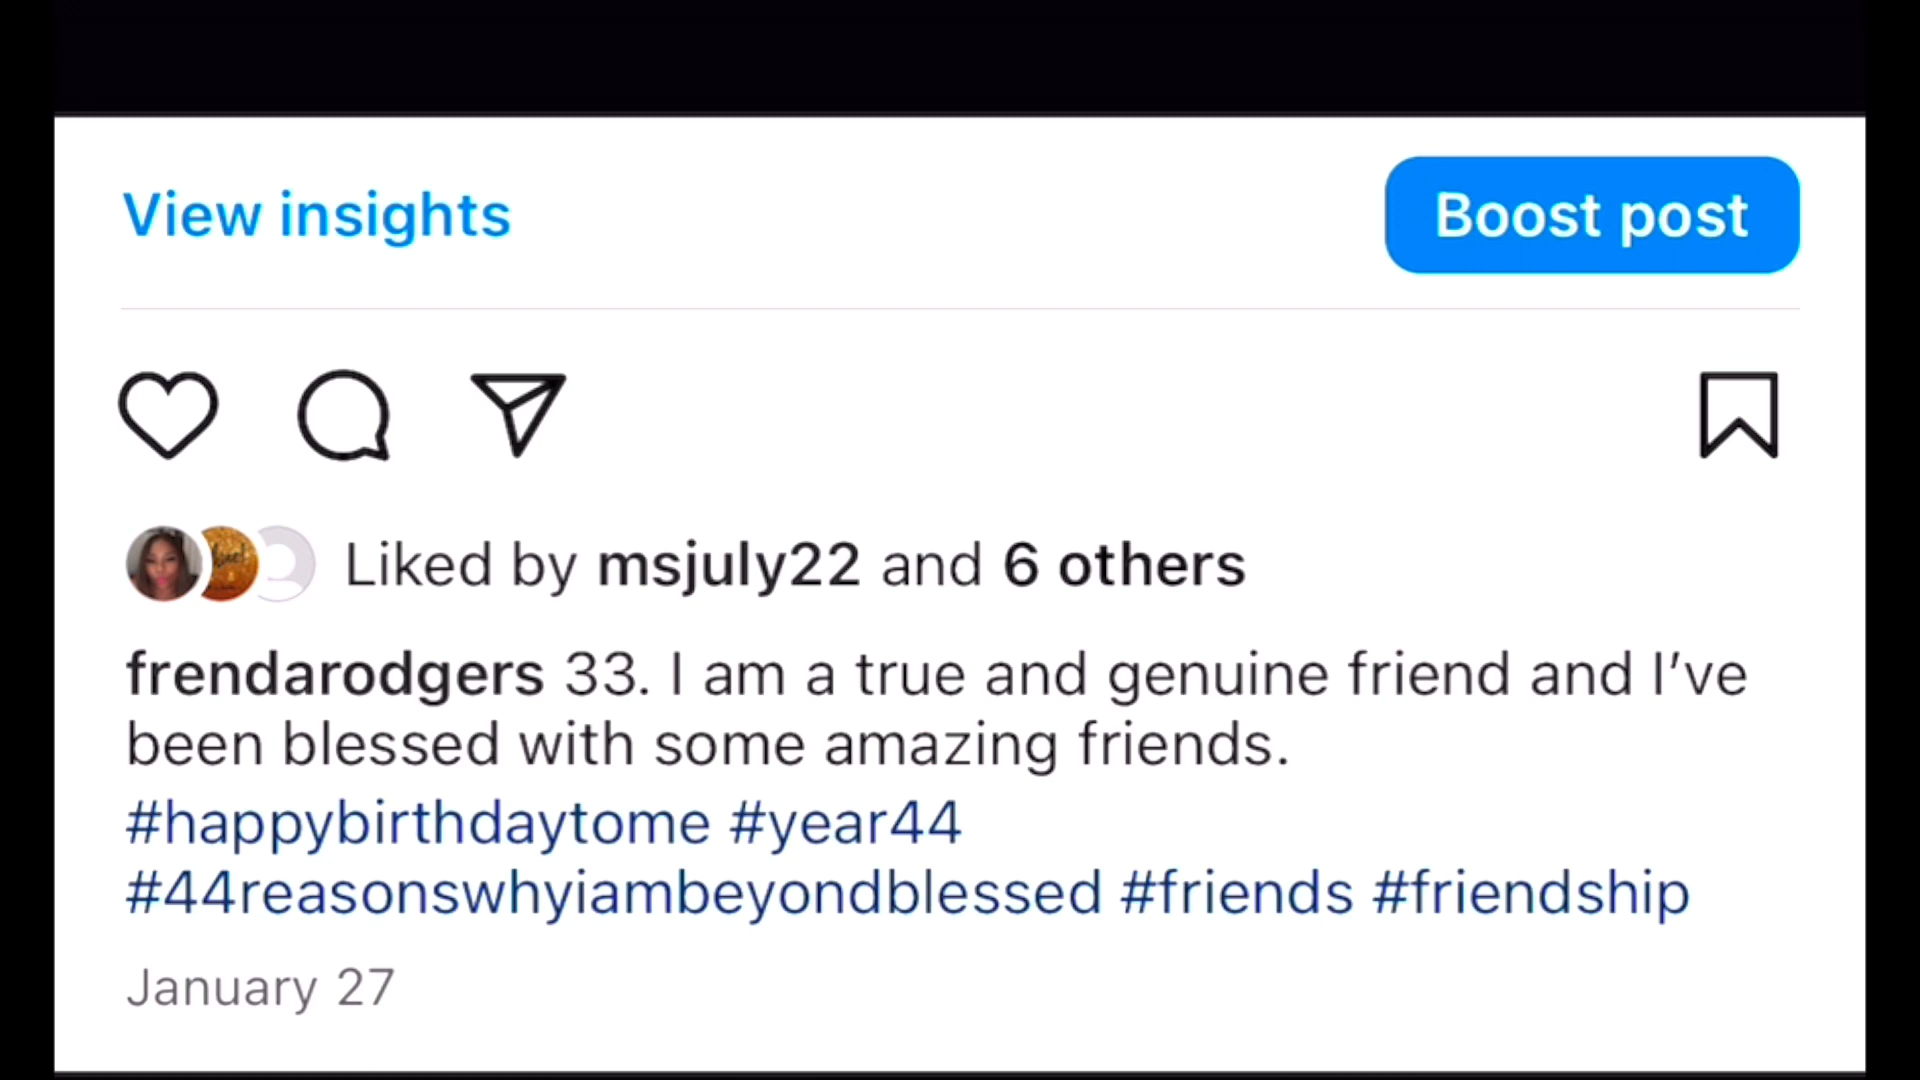 View insights
Boost post
Liked by msjuly22 and 6 others
frendarodgers 33. I am a true and genuine friend and I’ve
been blessed with some amazing friends.
#happybirthdaytome #year44
#44reasonswhyiambeyondblessed #friends #friendship
January 27